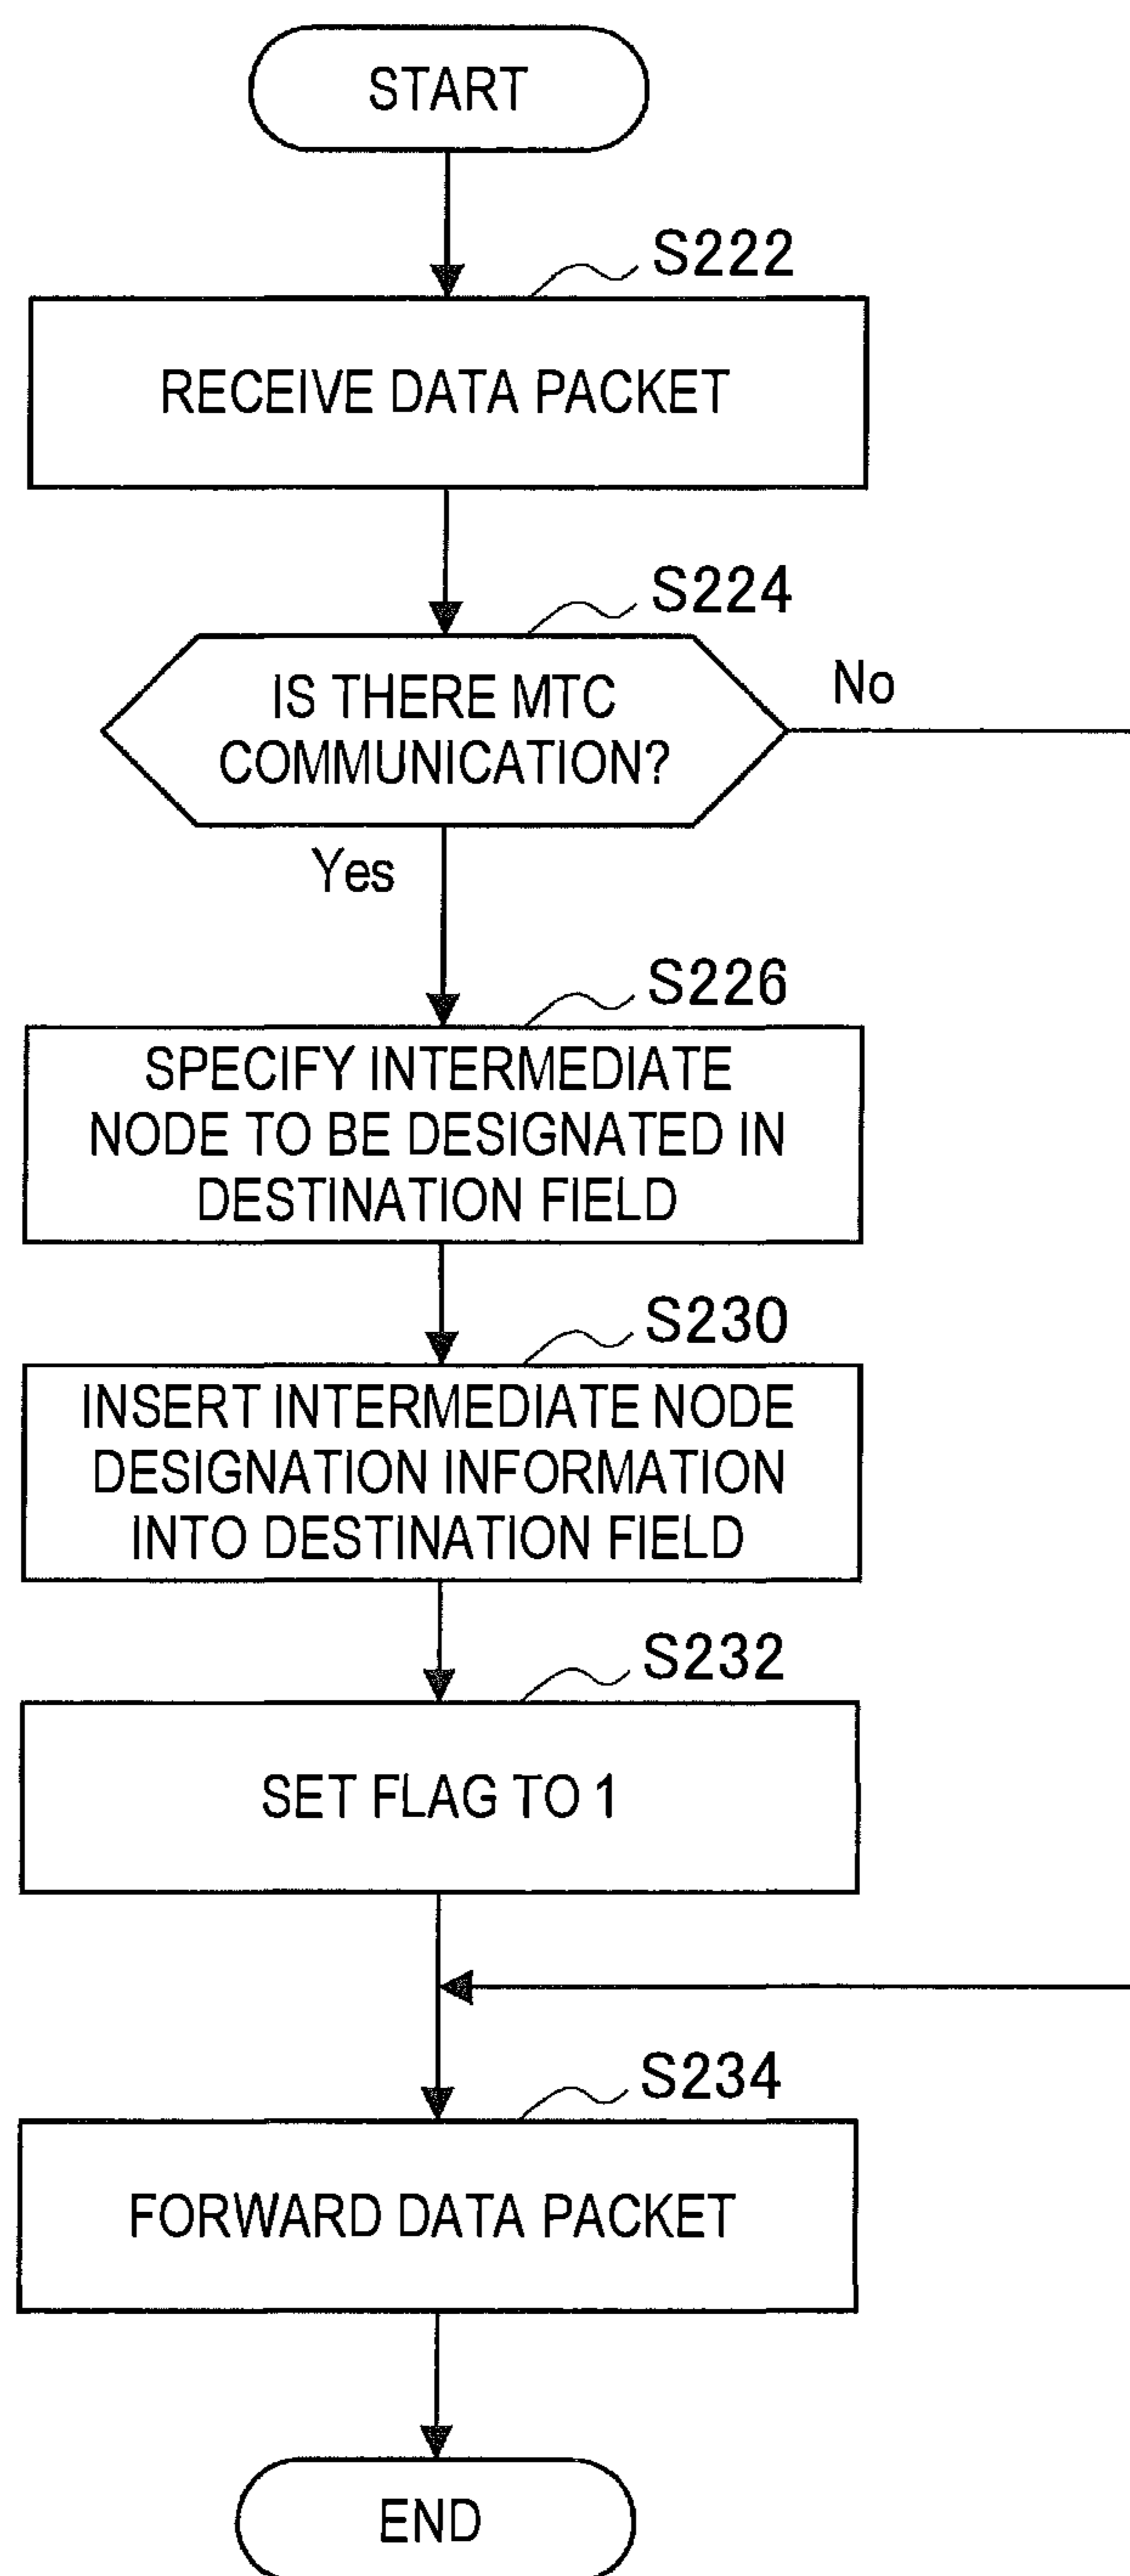 START
S222
RECEIVE DATA PACKET
S224
IS THERE MTC
COMMUNICATION?
No
Yes
S226
SPECIFY INTERMEDIATE
NODE TO BE DESIGNATED IN
DESTINATION FIELD
S230
INSERT INTERMEDIATE NODE
DESIGNATION INFORMATION
INTO DESTINATION FIELD
S232
SET FLAG TO 1
S234
FORWARD DATA PACKET
END